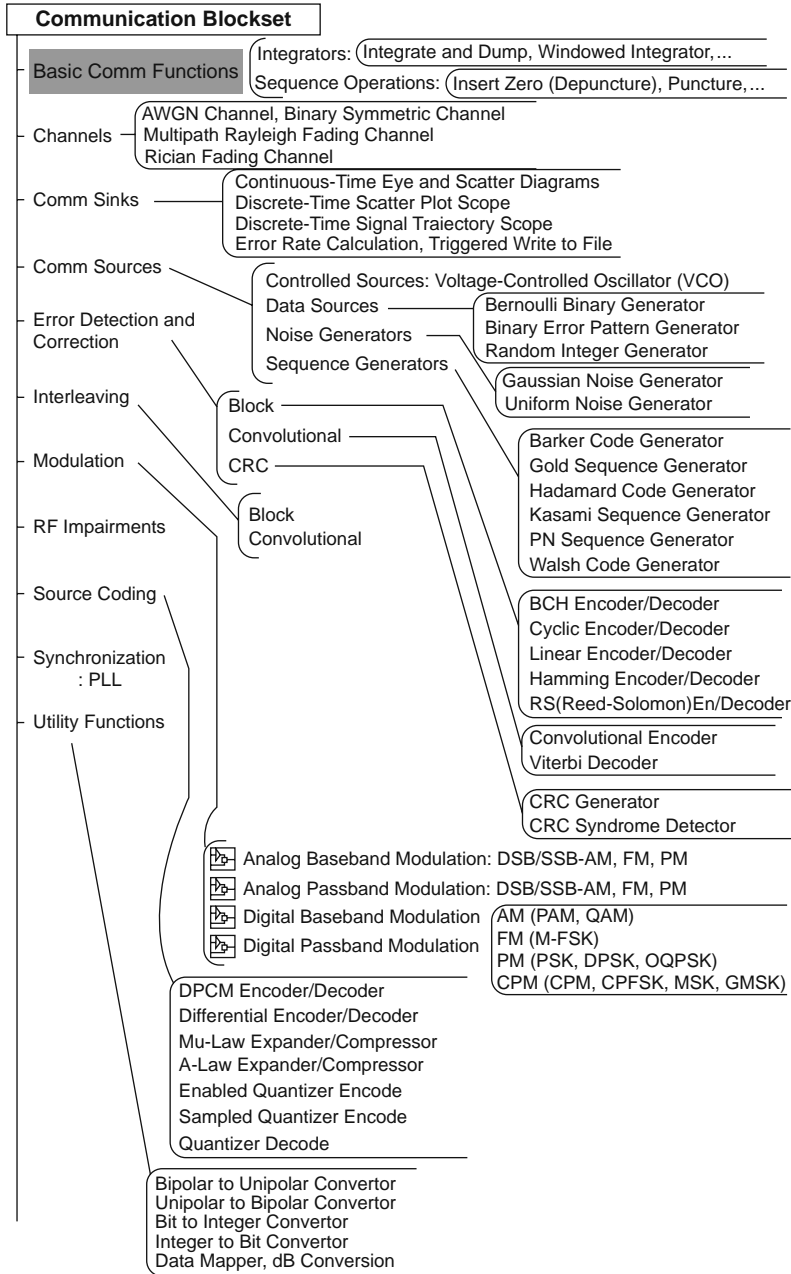 Communication Blockset
Basic Comm Functions
Integrators: Integrate and Dump, Windowed Integrator,...
Sequence Operations: Insert Zero (Depuncture), Puncture,...
Channels
AWGN Channel, Binary Symmetric Channel
Multipath Rayleigh Fading Channel
Rician Fading Channel
Comm Sinks
Continuous-Time Eye and Scatter Diagrams
Discrete-Time Scatter Plot Scope
Discrete-Time Signal Traiectory Scope
Error Rate Calculation, Triggered Write to File
Comm Sources
Controlled Sources: Voltage-Controlled Oscillator (VCO)
Data Sources
Noise Generators
Sequence Generators
Bernoulli Binary Generator
Binary Error Pattern Generator
Random Integer Generator
Gaussian Noise Generator
Uniform Noise Generator
Barker Code Generator
Gold Sequence Generator
Hadamard Code Generator
Kasami Sequence Generator
PN Sequence Generator
Walsh Code Generator
Error Detection and
Correction
Block
Convolutional
CRC
BCH Encoder/Decoder
Cyclic Encoder/Decoder
Linear Encoder/Decoder
Hamming Encoder/Decoder
RS(Reed-Solomon)En/Decoder
Convolutional Encoder
Viterbi Decoder
CRC Generator
CRC Syndrome Detector
Interleaving
Block
Convolutional
Modulation
Analog Baseband Modulation: DSB/SSB-AM, FM, PM
Analog Passband Modulation: DSB/SSB-AM, FM, PM
Digital Baseband Modulation
Digital Passband Modulation
AM (PAM, QAM)
FM (M-FSK)
PM (PSK, DPSK, OQPSK)
CPM (CPM, CPFSK, MSK, GMSK)
RF Impairments
Source Coding
DPCM Encoder/Decoder
Differential Encoder/Decoder
Mu-Law Expander/Compressor
A-Law Expander/Compressor
Enabled Quantizer Encode
Sampled Quantizer Encode
Quantizer Decode
Synchronization
: PLL
Utility Functions
Bipolar to Unipolar Convertor
Unipolar to Bipolar Convertor
Bit to Integer Convertor
Integer to Bit Convertor
Data Mapper, dB Conversion